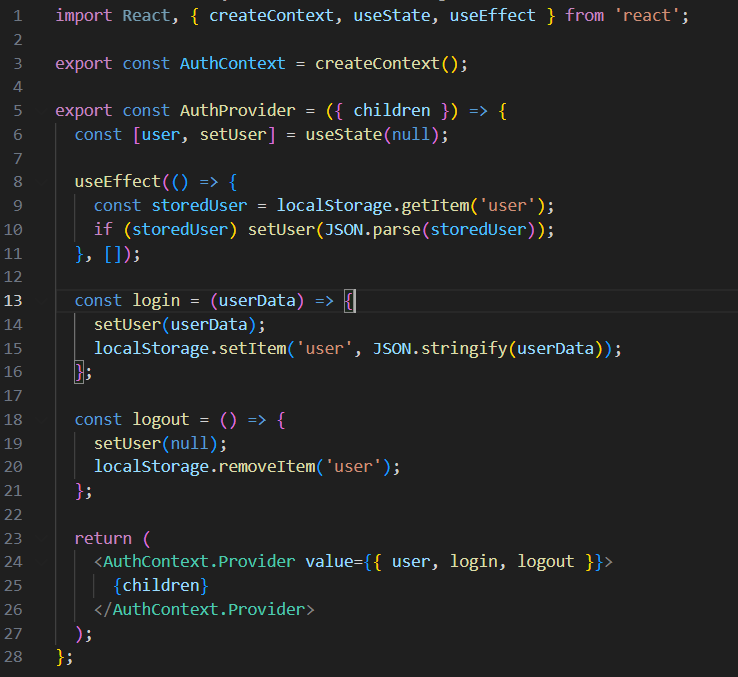 1 import React, { createContext, useState, useEffect } from 'react';
2
3 export const AuthContext = createContext();
4
5 export const AuthProvider = ({ children }) => {
6   const [user, setUser] = useState(null);
7
8   useEffect(() => {
9     const storedUser = localStorage.getItem('user');
10     if (storedUser) setUser(JSON.parse(storedUser));
11   }, []);
12
13   const login = (userData) => {
14     setUser(userData);
15     localStorage.setItem('user', JSON.stringify(userData));
16   };
17
18   const logout = () => {
19     setUser(null);
20     localStorage.removeItem('user');
21   };
22
23   return (
24     <AuthContext.Provider value={{ user, login, logout }}>
25       {children}
26     </AuthContext.Provider>
27   );
28 };